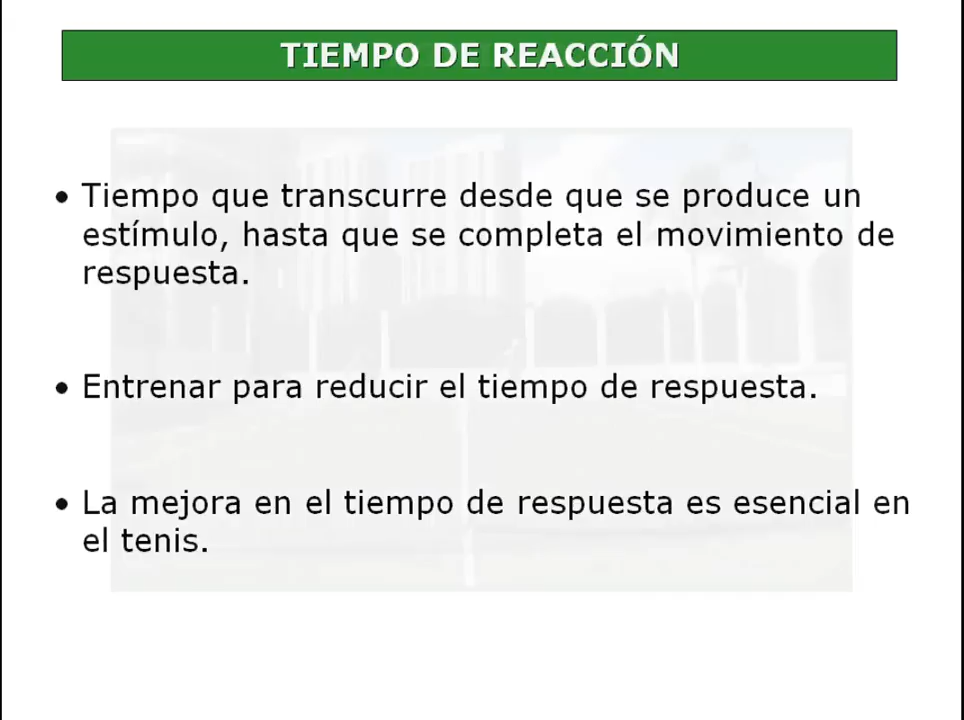 TIEMPO DE REACCIÓN
• Tiempo que transcurre desde que se produce un
estímulo, hasta que se completa el movimiento de
respuesta.
• Entrenar para reducir el tiempo de respuesta.
• La mejora en el tiempo de respuesta es esencial en
el tenis.